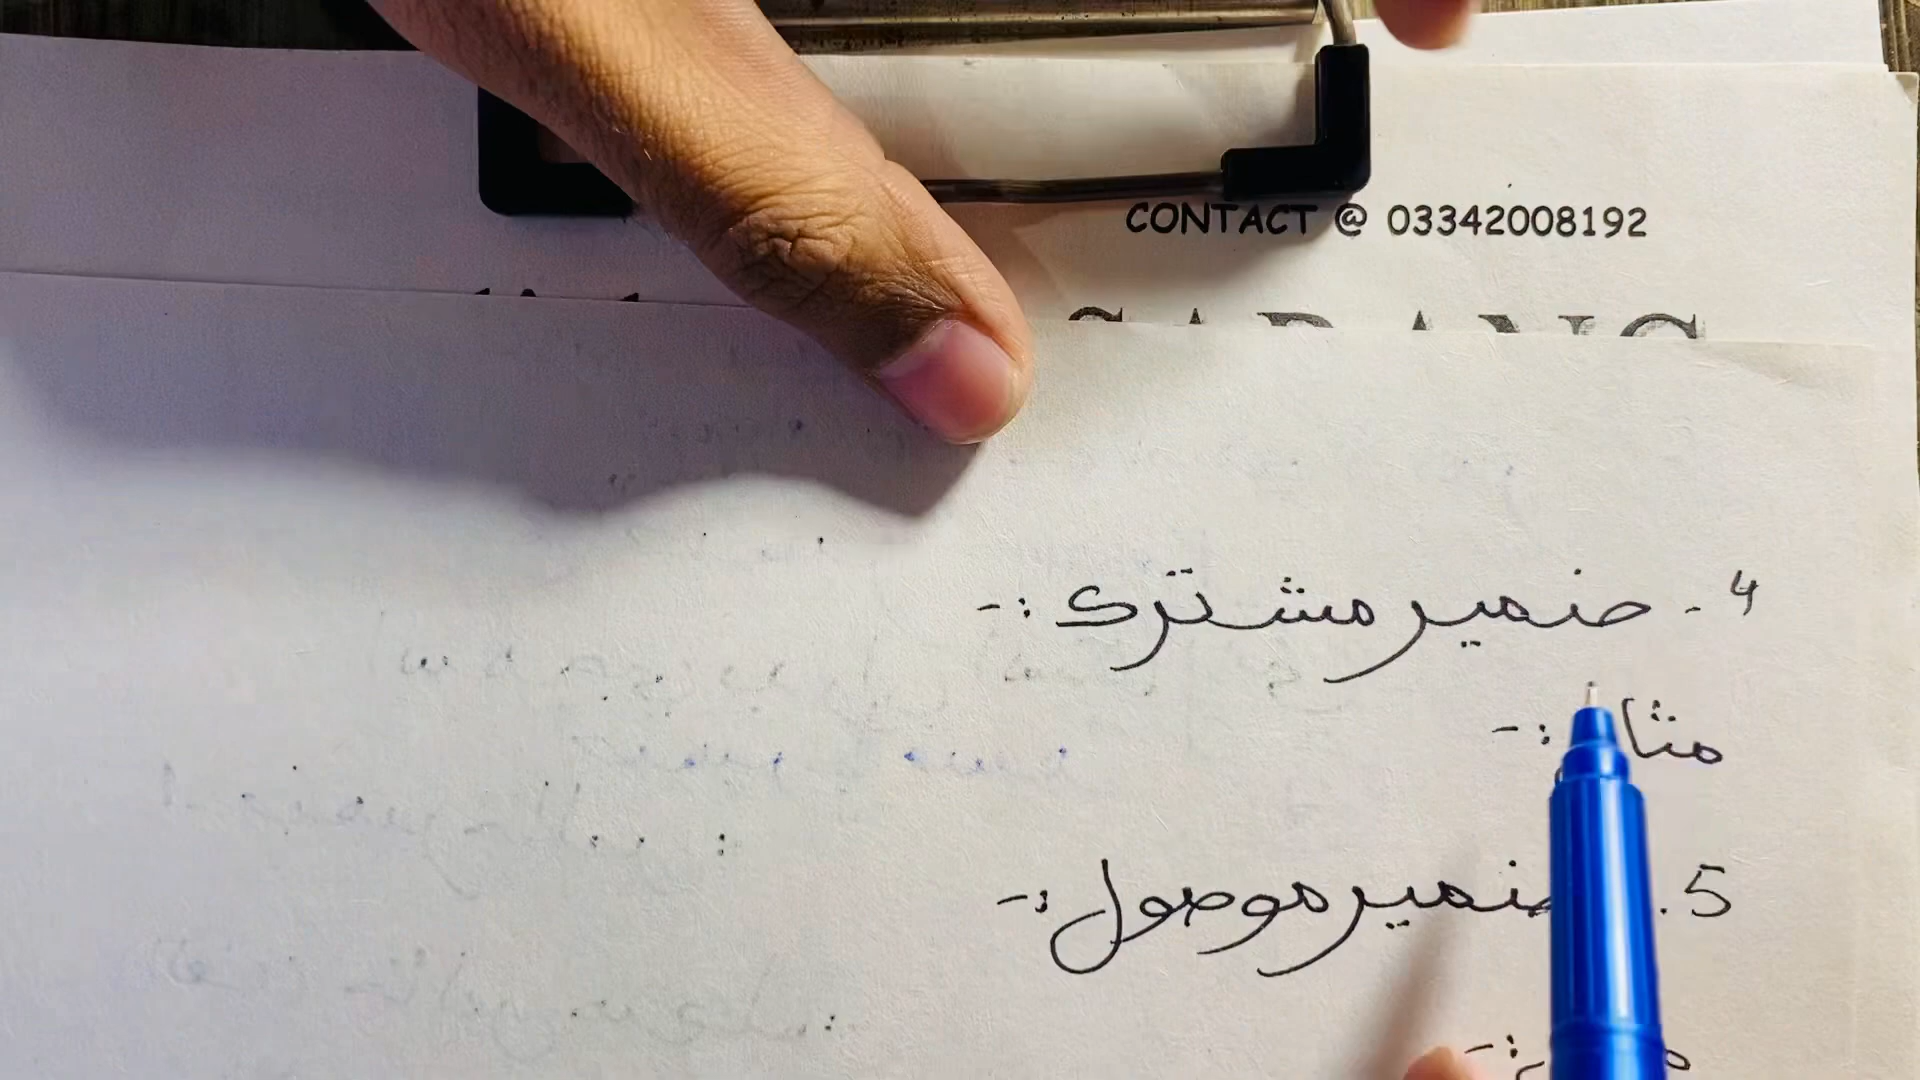 CONTACT @ 03342008192
4- ضمیر مشترک :-
مثال :-
5. ضمیر موصول :-